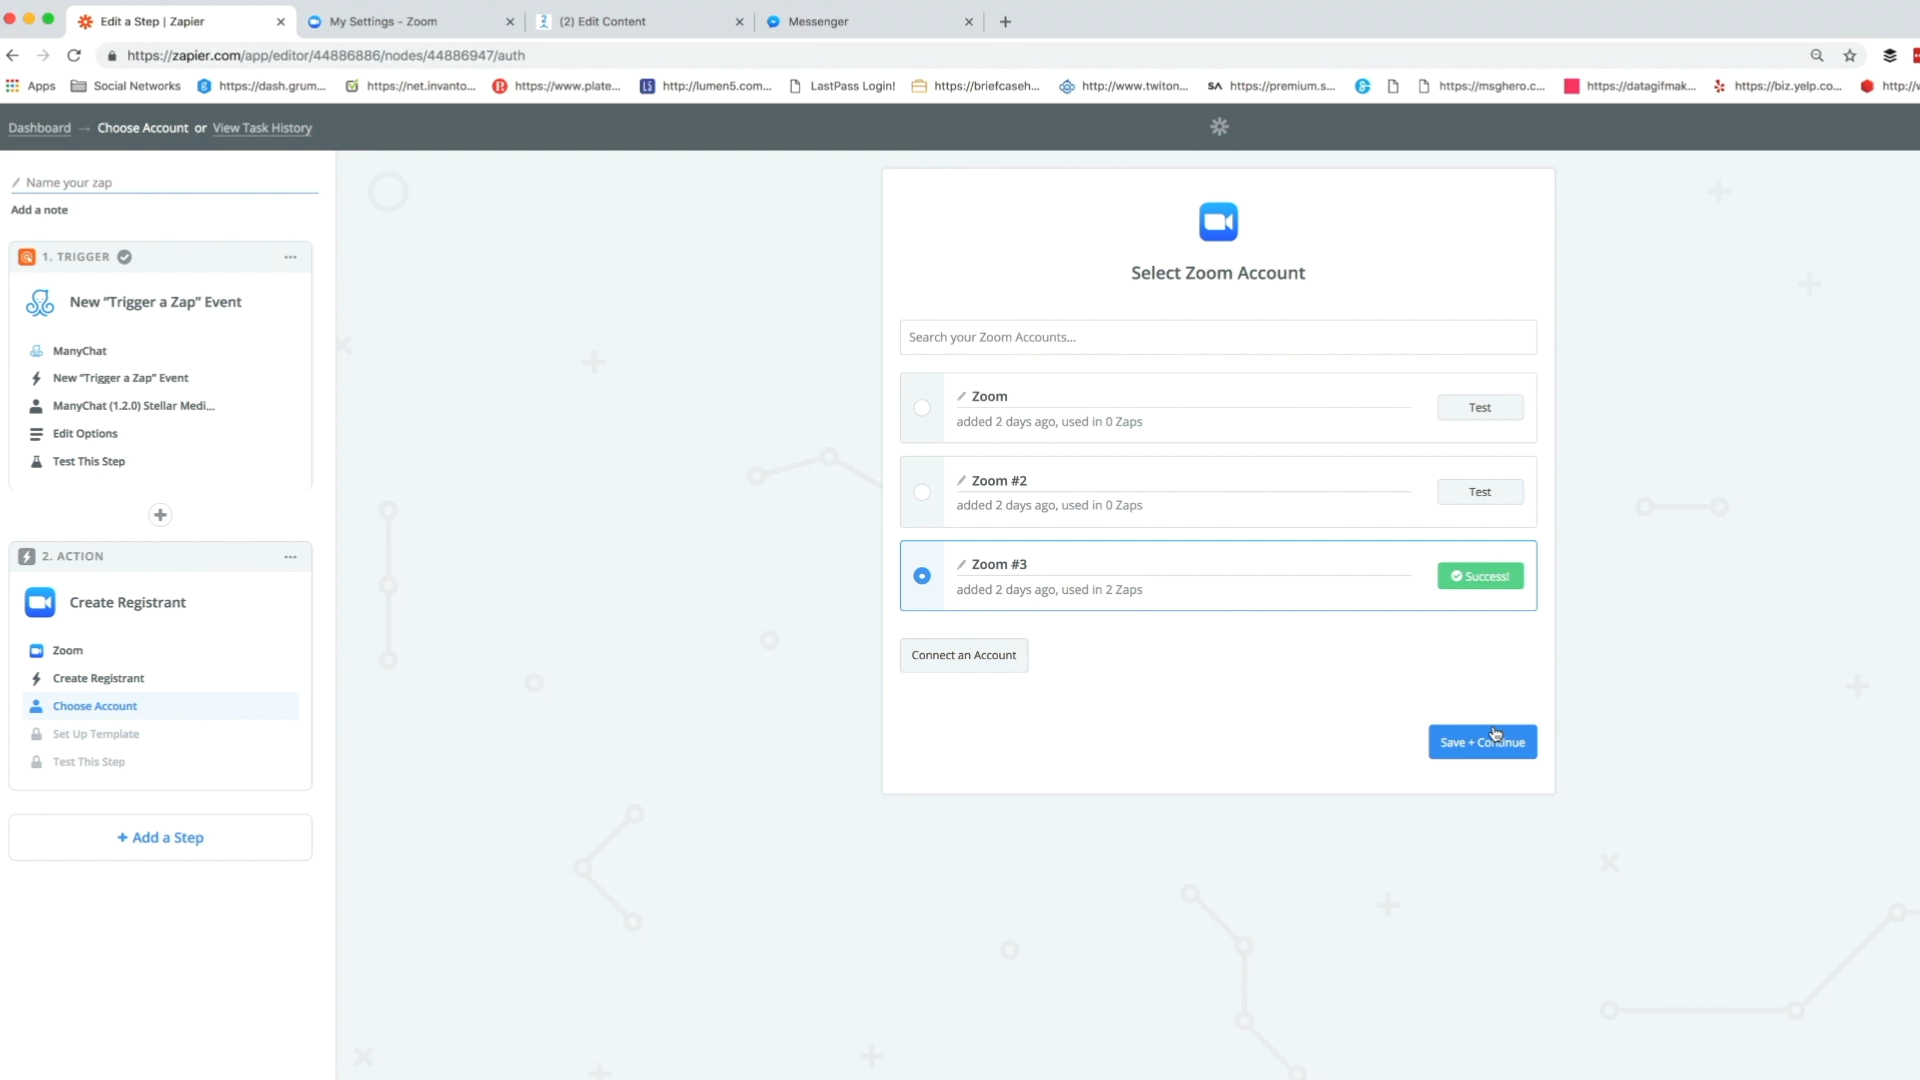 Edit a Step | Zapier
My Settings - Zoom
(2) Edit Content
Messenger
https://zapier.com/app/editor/44886886/nodes/44886947/auth
Apps
Social Networks
https://dash.grum...
https://net.invanto...
https://www.plate...
http://lumen5.com...
LastPass Login!
https://briefcaseh...
http://www.twiton...
https://premium.s...
https://msghero.c...
https://datagifmak...
https://biz.yelp.co...
Dashboard → Choose Account or View Task History
Name your zap
Add a note
1. TRIGGER
New “Trigger a Zap” Event
ManyChat
New “Trigger a Zap” Event
ManyChat (1.2.0) Stellar Medi...
Edit Options
Test This Step
2. ACTION
Create Registrant
Zoom
Create Registrant
Choose Account
Set Up Template
Test This Step
+ Add a Step
Select Zoom Account
Search your Zoom Accounts...
Zoom
added 2 days ago, used in 0 Zaps
Test
Zoom #2
added 2 days ago, used in 0 Zaps
Test
Zoom #3
added 2 days ago, used in 2 Zaps
Success!
Connect an Account
Save + Continue